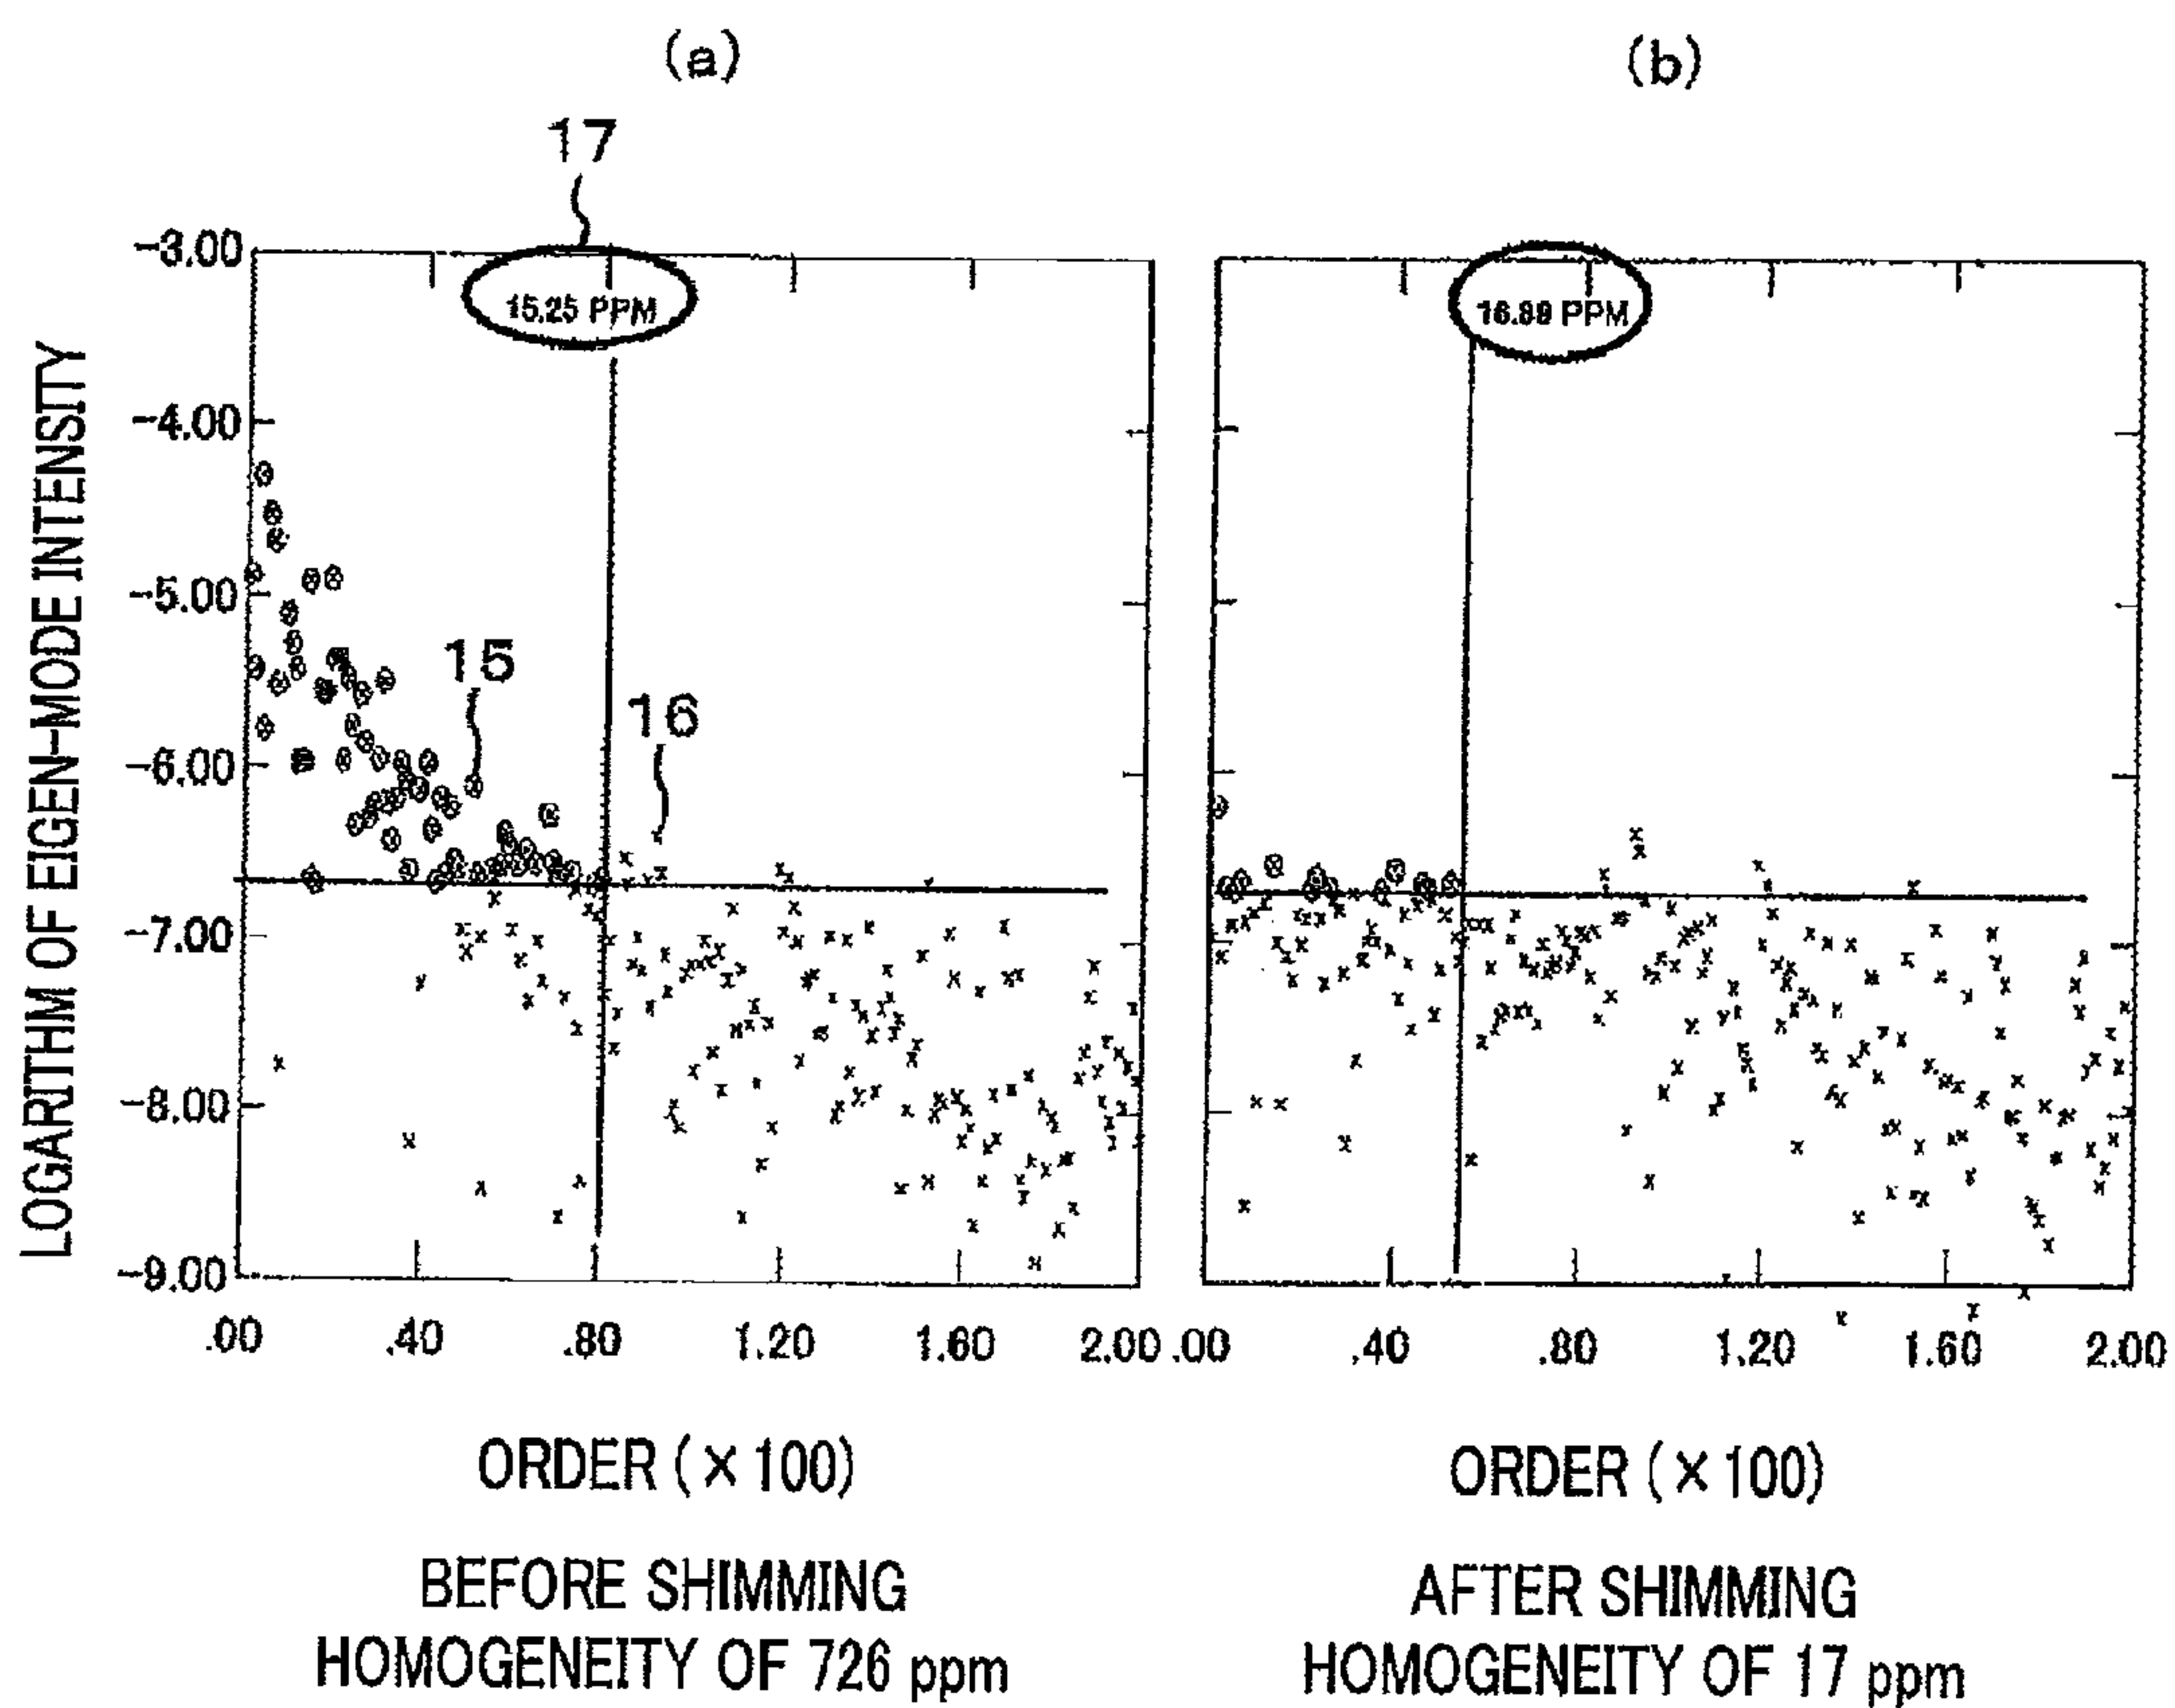 (a)
17
-3.00
15.25 PPM
-4.00
-5.00
15
16
-6.00
-7.00
-8.00
-9.00
LOGARITHM OF EIGEN-MODE INTENSITY
.00 .40 .80 1.20 1.60 2.00
ORDER (×100)
BEFORE SHIMMING
HOMOGENEITY OF 726 ppm
(b)
16.89 PPM
.00 .40 .80 1.20 1.60 2.00
ORDER (×100)
AFTER SHIMMING
HOMOGENEITY OF 17 ppm